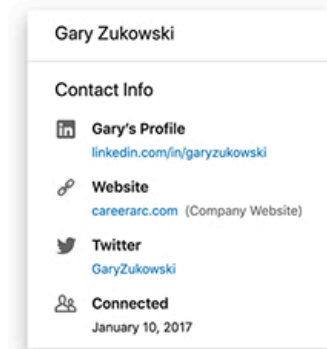 Gary Zukowski
Contact Info
in
Gary's Profile
linkedin.com/in/garyzukowski
Website
careerarc.com (Company Website)
Twitter
GaryZukowski
Connected
January 10, 2017